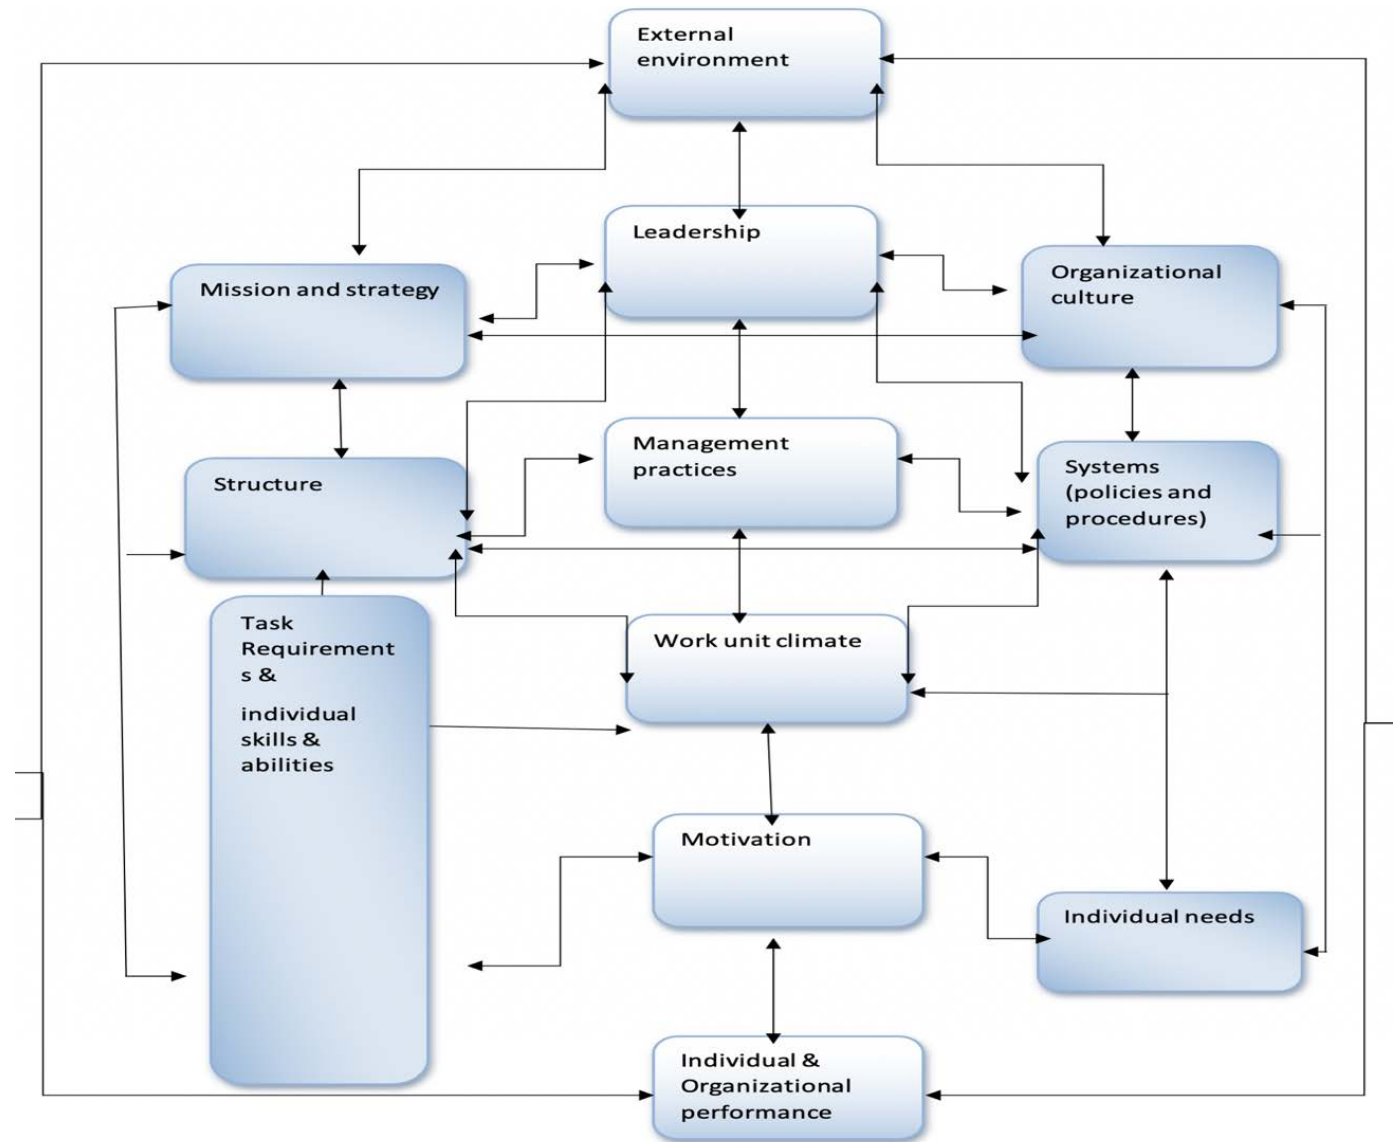 External
environment
Leadership
Mission and strategy
Organizational
culture
Management
practices
Structure
Systems
(policies and
procedures)
Task
Requirement
s &
individual
skills &
abilities
Work unit climate
Motivation
Individual needs
Individual &
Organizational
performance